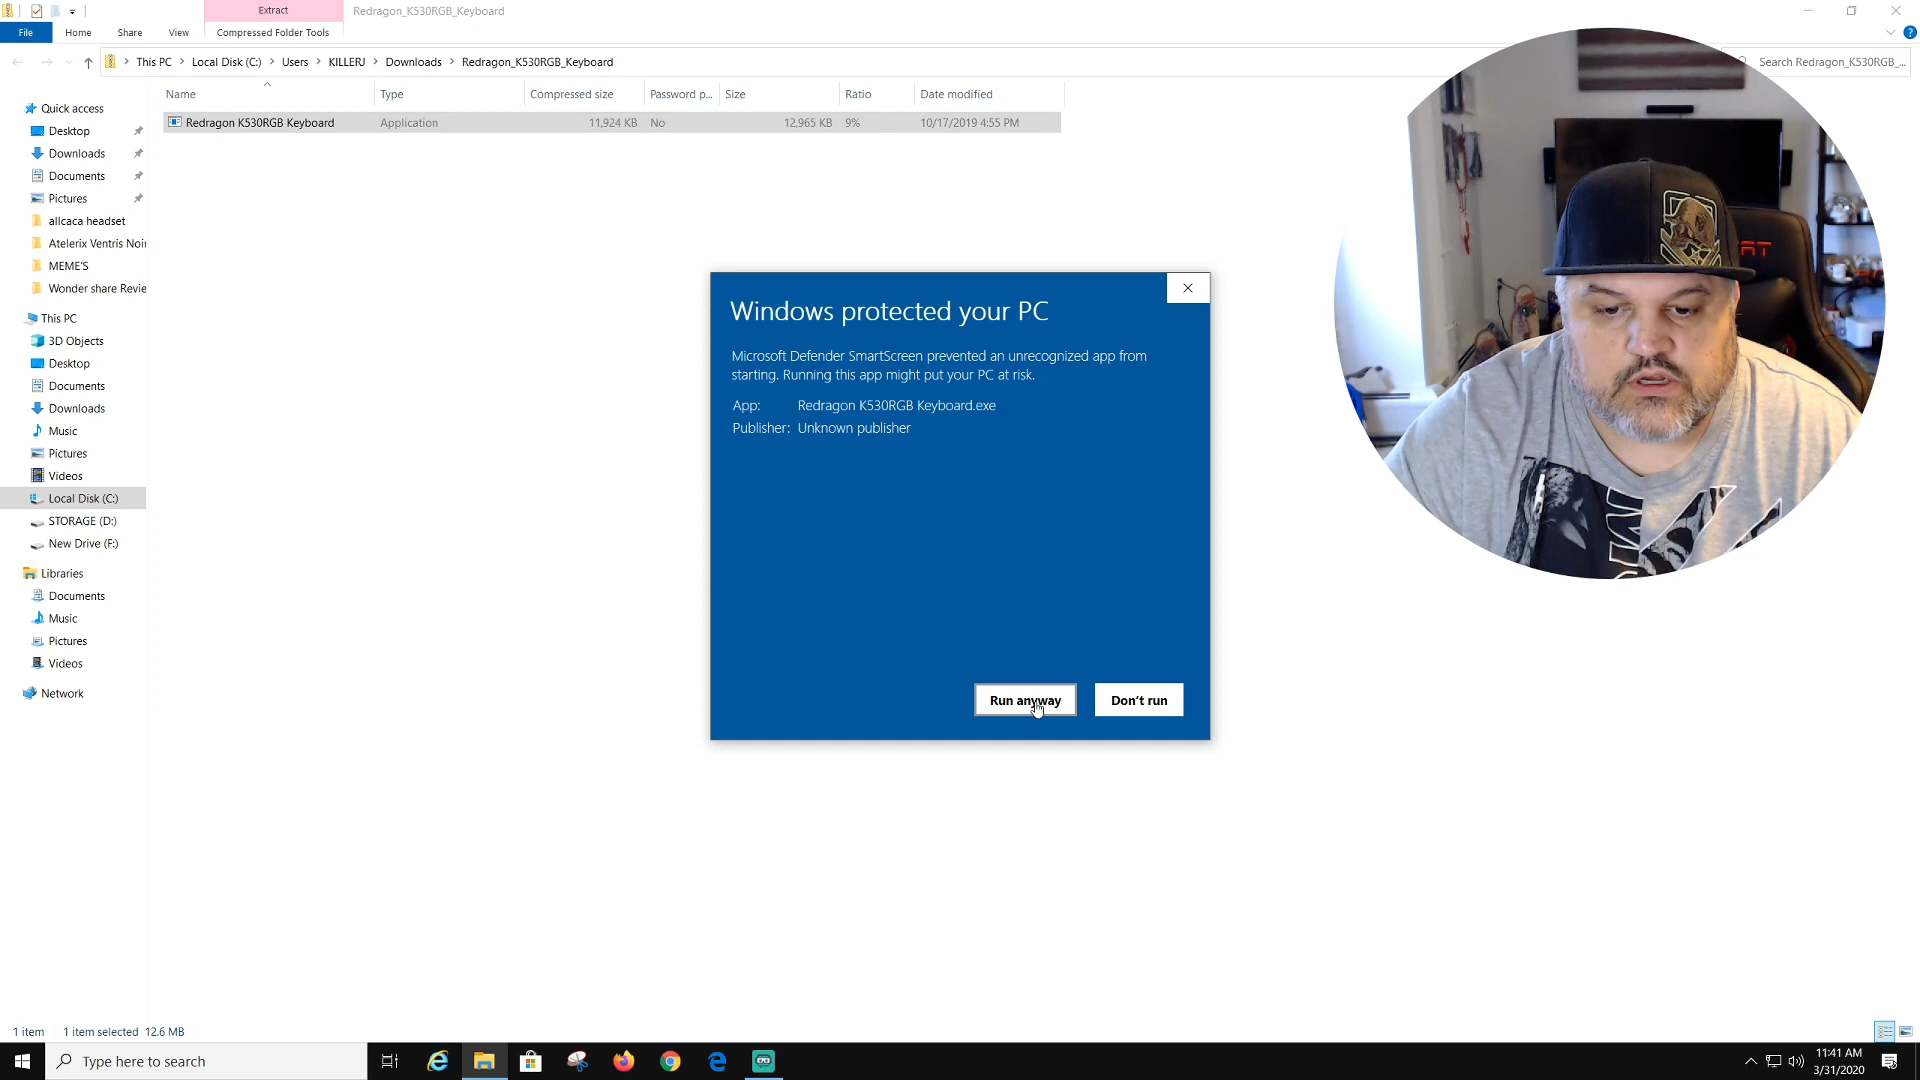 Extract
Redragon_K530RGB_Keyboard
File Home Share View Compressed Folder Tools
This PC > Local Disk (C:) > Users > KILLERJ > Downloads > Redragon_K530RGB_Keyboard
Search Redragon_K530RGB_...
Name Type Compressed size Password p... Size Ratio Date modified
Redragon K530RGB Keyboard Application 11,924 KB No 12,965 KB 9% 10/17/2019 4:55 PM
Quick access
Desktop
Downloads
Documents
Pictures
allcaca headset
Atelerix Ventris Noir
MEME'S
Wonder share Revie
This PC
3D Objects
Desktop
Documents
Downloads
Music
Pictures
Videos
Local Disk (C:)
STORAGE (D:)
New Drive (F:)
Libraries
Documents
Music
Pictures
Videos
Network
Windows protected your PC
Microsoft Defender SmartScreen prevented an unrecognized app from
starting. Running this app might put your PC at risk.
App: Redragon K530RGB Keyboard.exe
Publisher: Unknown publisher
Run anyway Don't run
1 item 1 item selected 12.6 MB
Type here to search
11:41 AM
3/31/2020